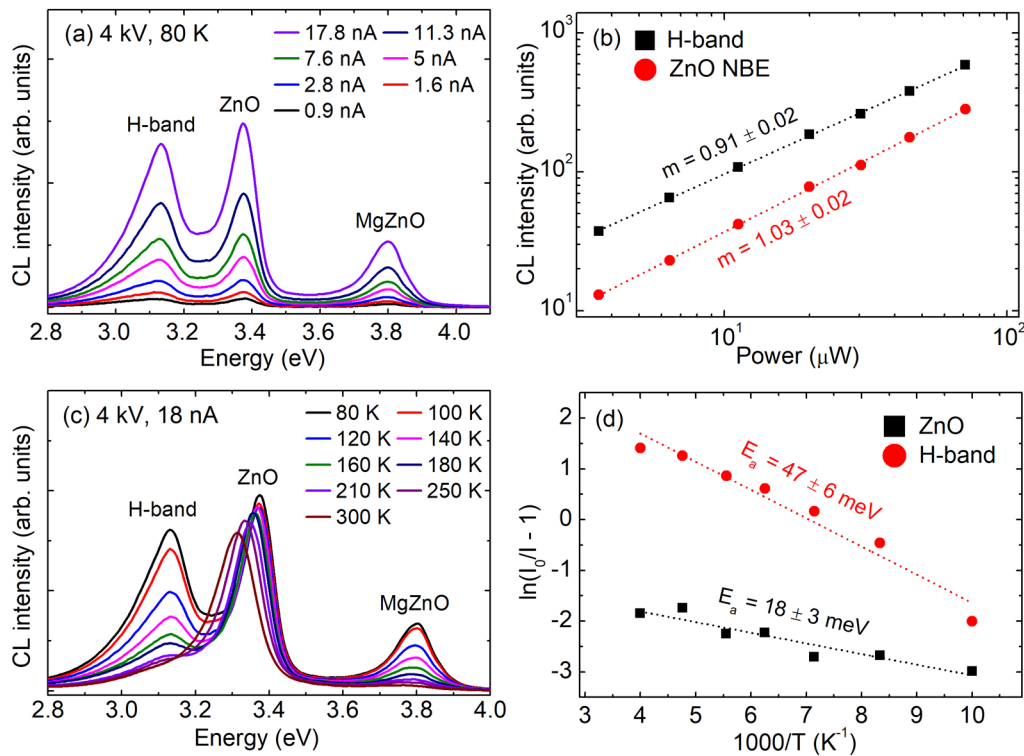 (a) 4 kV, 80 K
17.8 nA 11.3 nA
7.6 nA 5 nA
2.8 nA 1.6 nA
0.9 nA
H-band
ZnO
MgZnO
CL intensity (arb. units)
2.8 3.0 3.2 3.4 3.6 3.8 4.0
Energy (eV)
(b)
H-band
ZnO NBE
m = 0.91 ± 0.02
m = 1.03 ± 0.02
CL intensity (arb. units)
10³
10²
10¹
10¹ 10²
Power (µW)
(c) 4 kV, 18 nA
80 K 100 K
120 K 140 K
160 K 180 K
210 K 250 K
300 K
H-band
ZnO
MgZnO
CL intensity (arb. units)
2.8 3.0 3.2 3.4 3.6 3.8 4.0
Energy (eV)
(d)
ZnO
H-band
Eₐ = 47 ± 6 meV
Eₐ = 18 ± 3 meV
ln(I₀/I - 1)
2
1
0
-1
-2
-3
3 4 5 6 7 8 9 10
1000/T (K⁻¹)